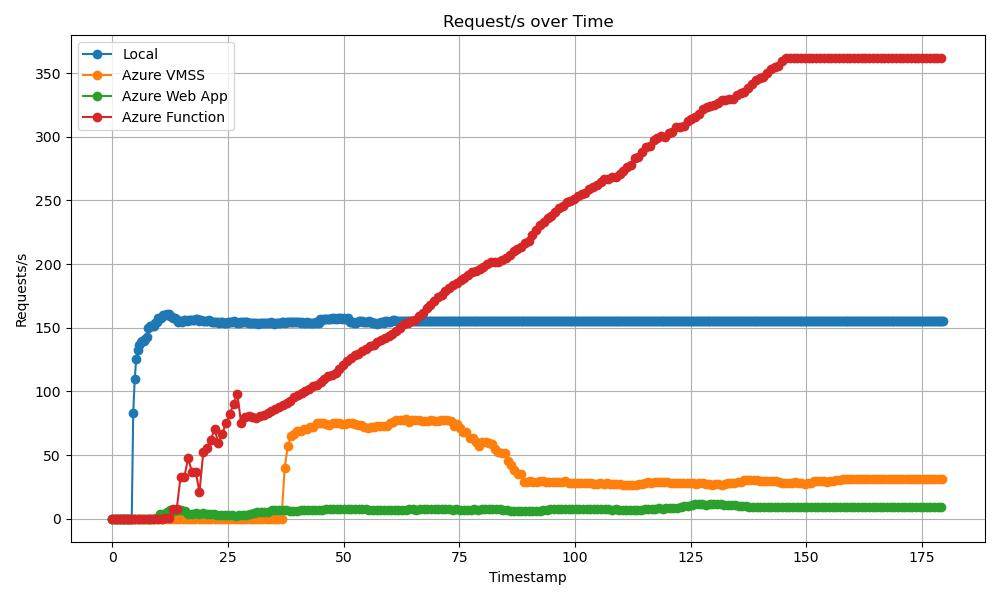 Request/s over Time
Local
Azure VMSS
Azure Web App
Azure Function
Requests/s
350
300
250
200
150
100
50
0
0 25 50 75 100 125 150 175
Timestamp